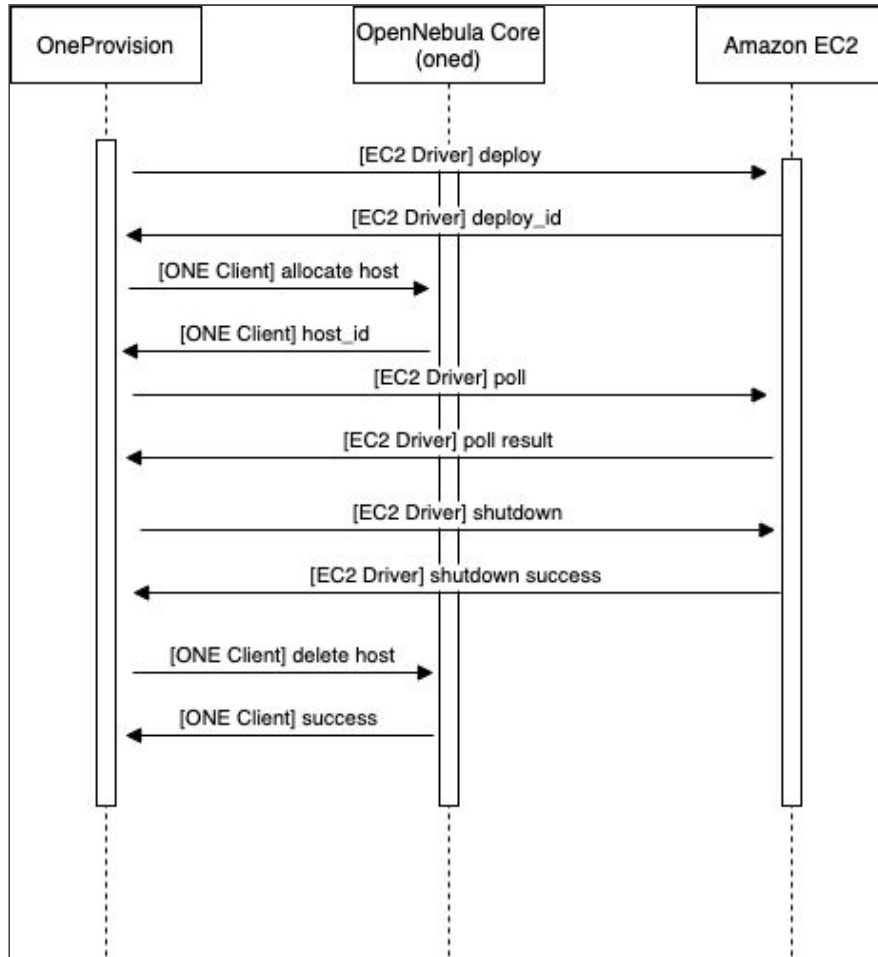 OneProvision
OpenNebula Core
(oned)
Amazon EC2
[EC2 Driver] deploy
[EC2 Driver] deploy_id
[ONE Client] allocate host
[ONE Client] host_id
[EC2 Driver] poll
[EC2 Driver] poll result
[EC2 Driver] shutdown
[EC2 Driver] shutdown success
[ONE Client] delete host
[ONE Client] success